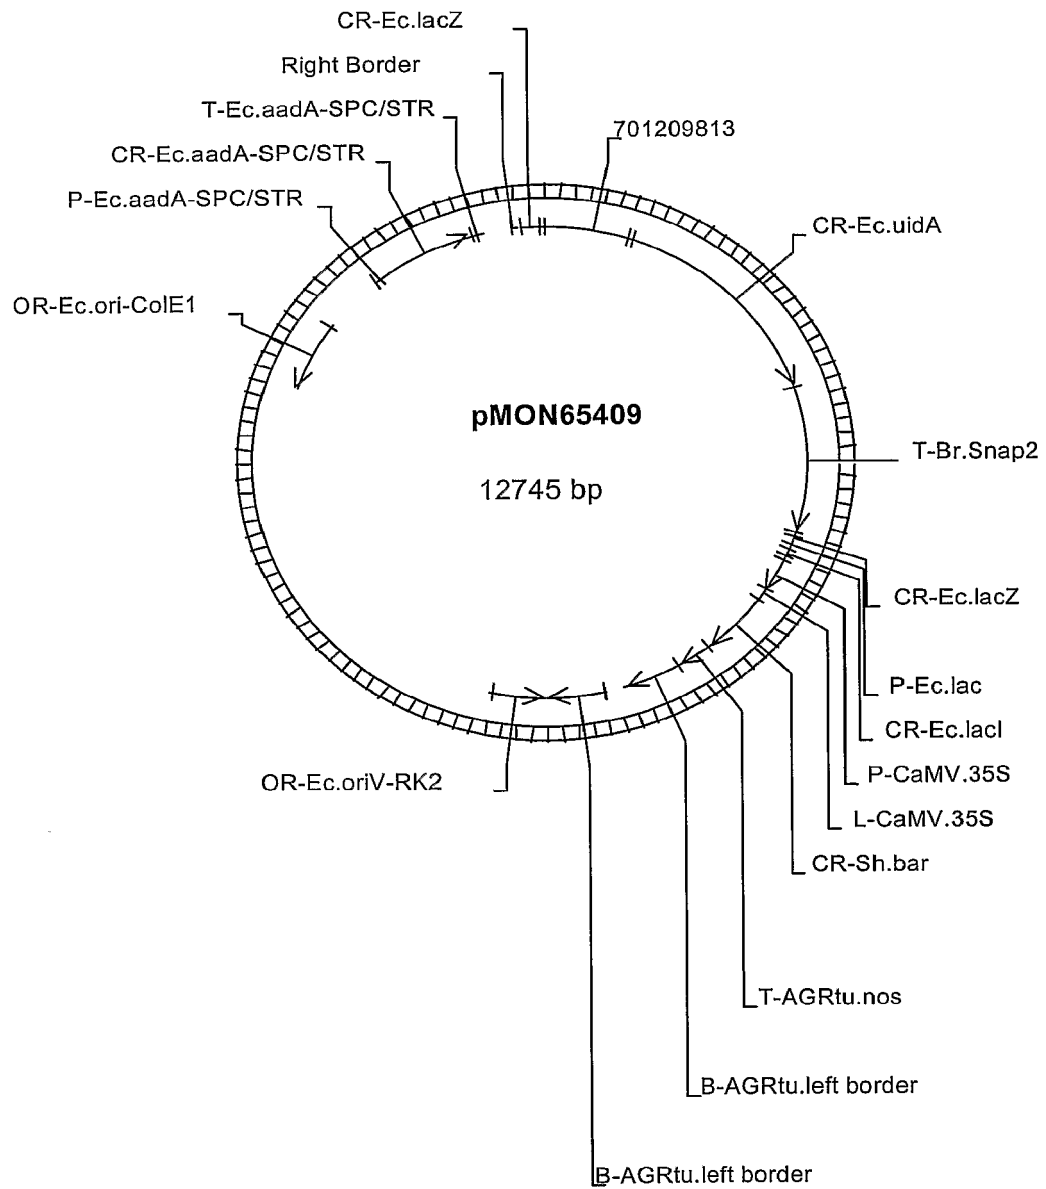 CR-Ec.lacZ
Right Border
T-Ec.aadA-SPC/STR
701209813
CR-Ec.aadA-SPC/STR
P-Ec.aadA-SPC/STR
CR-Ec.uidA
OR-Ec.ori-ColE1
pMON65409
T-Br.Snap2
12745 bp
CR-Ec.lacZ
P-Ec.lac
CR-Ec.lacI
OR-Ec.oriV-RK2
P-CaMV.35S
L-CaMV.35S
CR-Sh.bar
T-AGRtu.nos
B-AGRtu.left border
B-AGRtu.left border